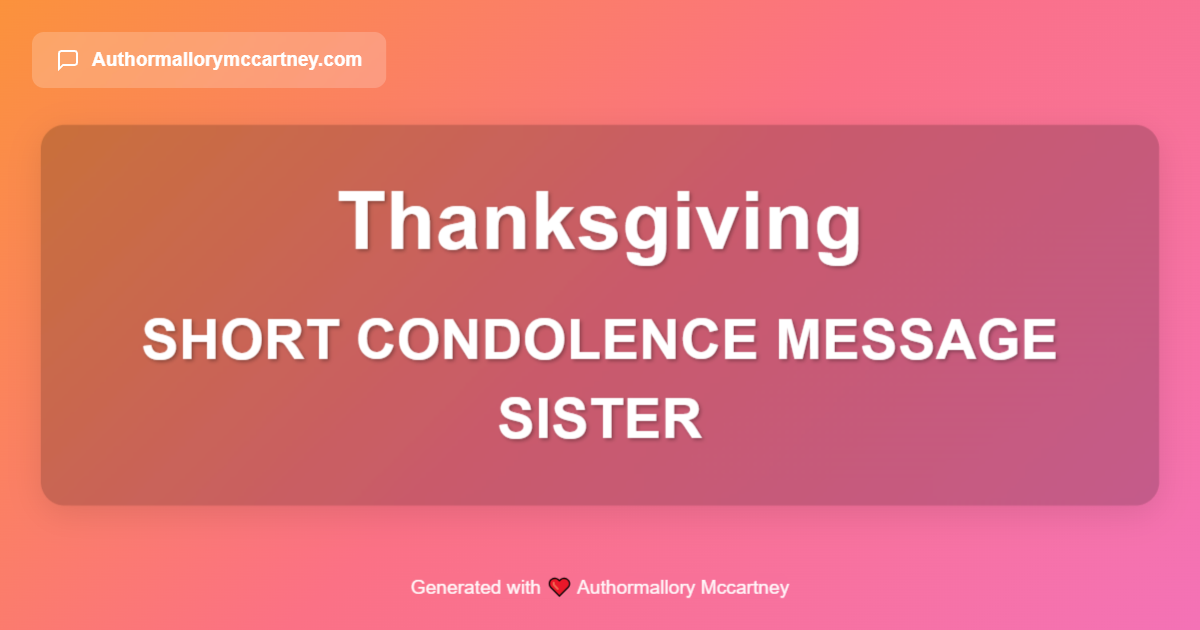 Authormallorymccartney.com
Thanksgiving
SHORT CONDOLENCE MESSAGE
SISTER
Generated with ❤️ Authormallory Mccartney